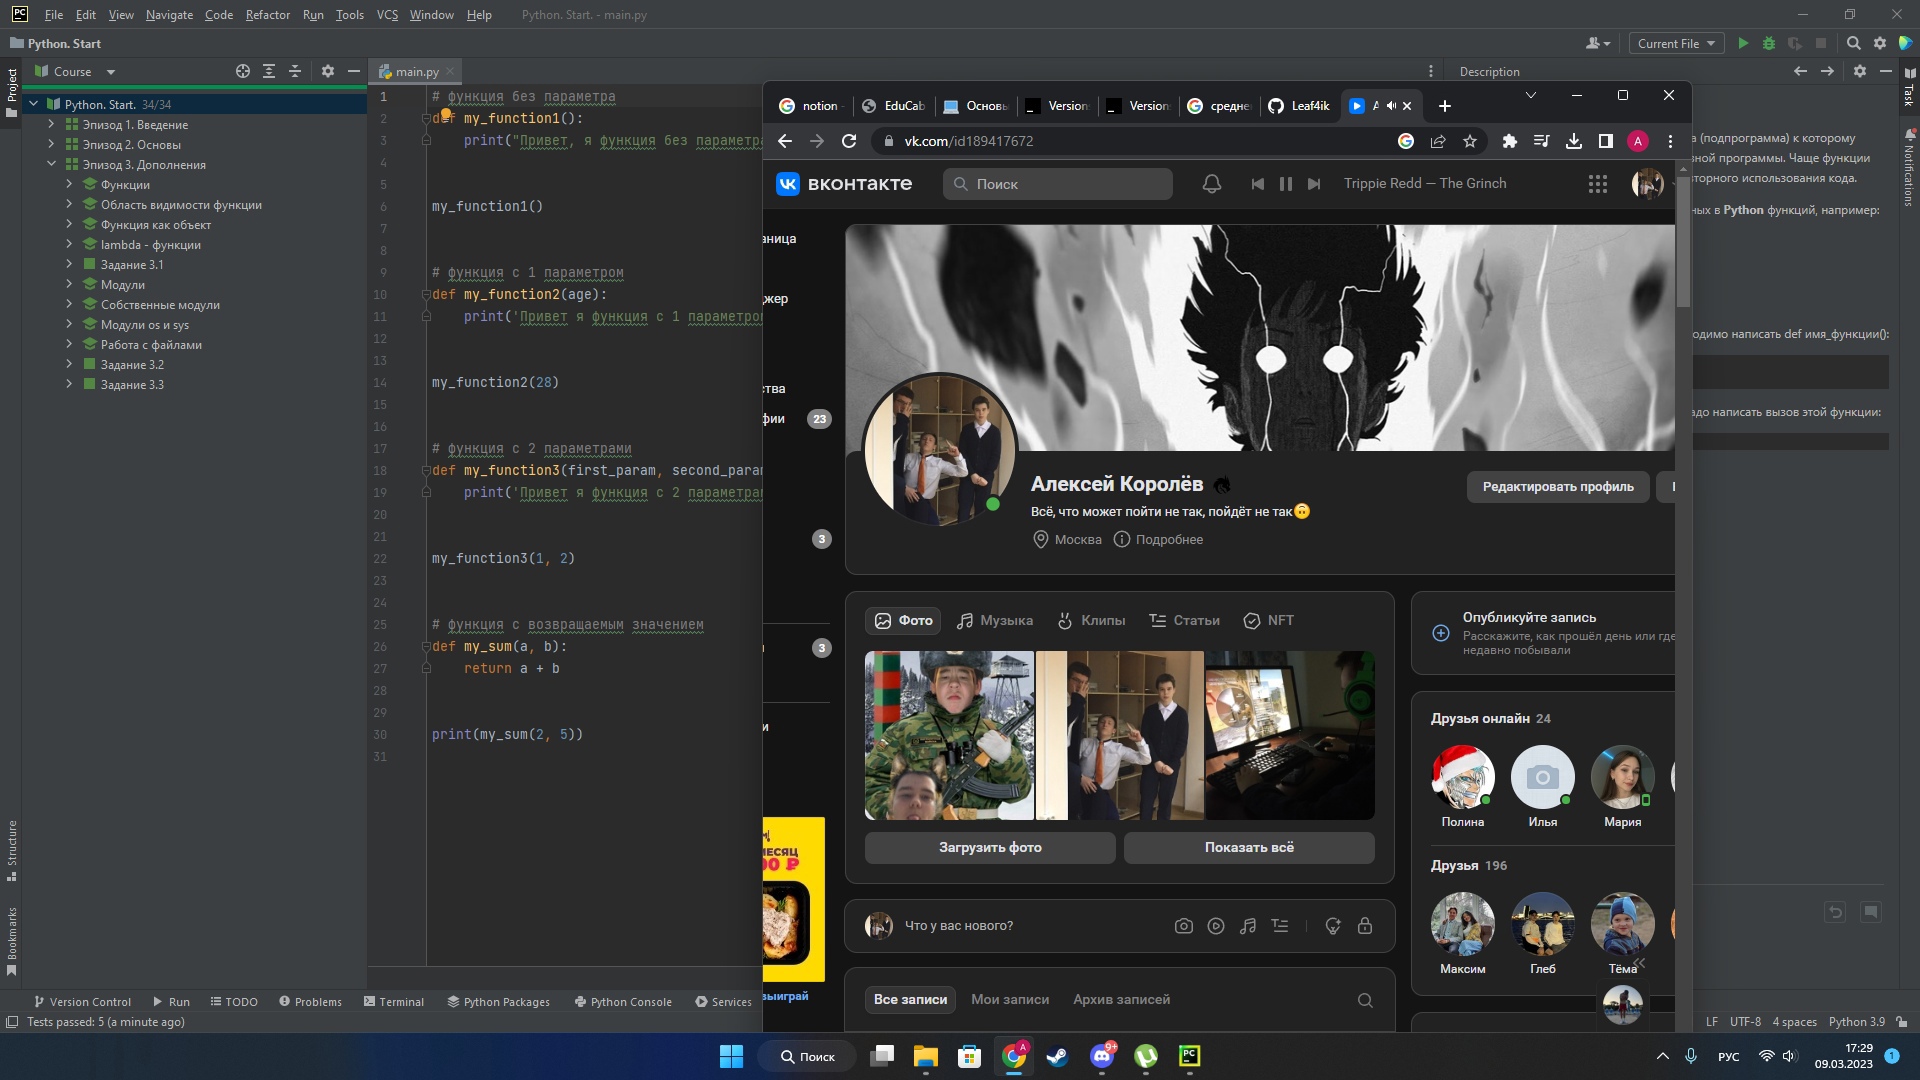 File Edit View Navigate Code Refactor Run Tools VCS Window Help Python. Start. - main.py
Python. Start
Current File
Project
Course
main.py
Description
Python. Start. 34/34
Эпизод 1. Введение
Эпизод 2. Основы
Эпизод 3. Дополнения
Функции
Область видимости функции
Функция как объект
lambda - функции
Задание 3.1
Модули
Собственные модули
Модули os и sys
Работа с файлами
Задание 3.2
Задание 3.3
1 # функция без параметра
2 def my_function1():
3 print("Привет, я функция без параметра
4
5
6 my_function1()
7
8
9 # функция с 1 параметром
10 def my_function2(age):
11 print('Привет я функция с 1 параметром
12
13
14 my_function2(28)
15
16
17 # функция с 2 параметрами
18 def my_function3(first_param, second_param
19 print('Привет я функция с 2 параметрам
20
21
22 my_function3(1, 2)
23
24
25 # функция с возвращаемым значением
26 def my_sum(a, b):
27 return a + b
28
29
30 print(my_sum(2, 5))
31
notion EduCab Основы Version Version средне Leaf4ik A
vk.com/id189417672
A
вконтакте
Поиск
Trippie Redd — The Grinch
аница
жер
ства
фии 23
3
3
и
Алексей Королёв
Всё, что может пойти не так, пойдёт не так
Москва Подробнее
Редактировать профиль
Фото Музыка Клипы Статьи NFT
Загрузить фото
Показать всё
Опубликуйте запись
Расскажите, как прошёл день или где
недавно побывали
Друзья онлайн 24
Полина Илья Мария
Друзья 196
Максим Глеб Тёма
Что у вас нового?
Все записи Мои записи Архив записей
МЕСЯЦ
00 ₽
выиграй
а (подпрограмма) к которому
вной программы. Чаще функции
торного использования кода.
ных в Python функций, например:
одимо написать def имя_функции():
адо написать вызов этой функции:
Task
Notifications
Structure
Bookmarks
Version Control Run TODO Problems Terminal Python Packages Python Console Services
Tests passed: 5 (a minute ago)
LF UTF-8 4 spaces Python 3.9
Поиск
A
9+
РУС
17:29
09.03.2023
1